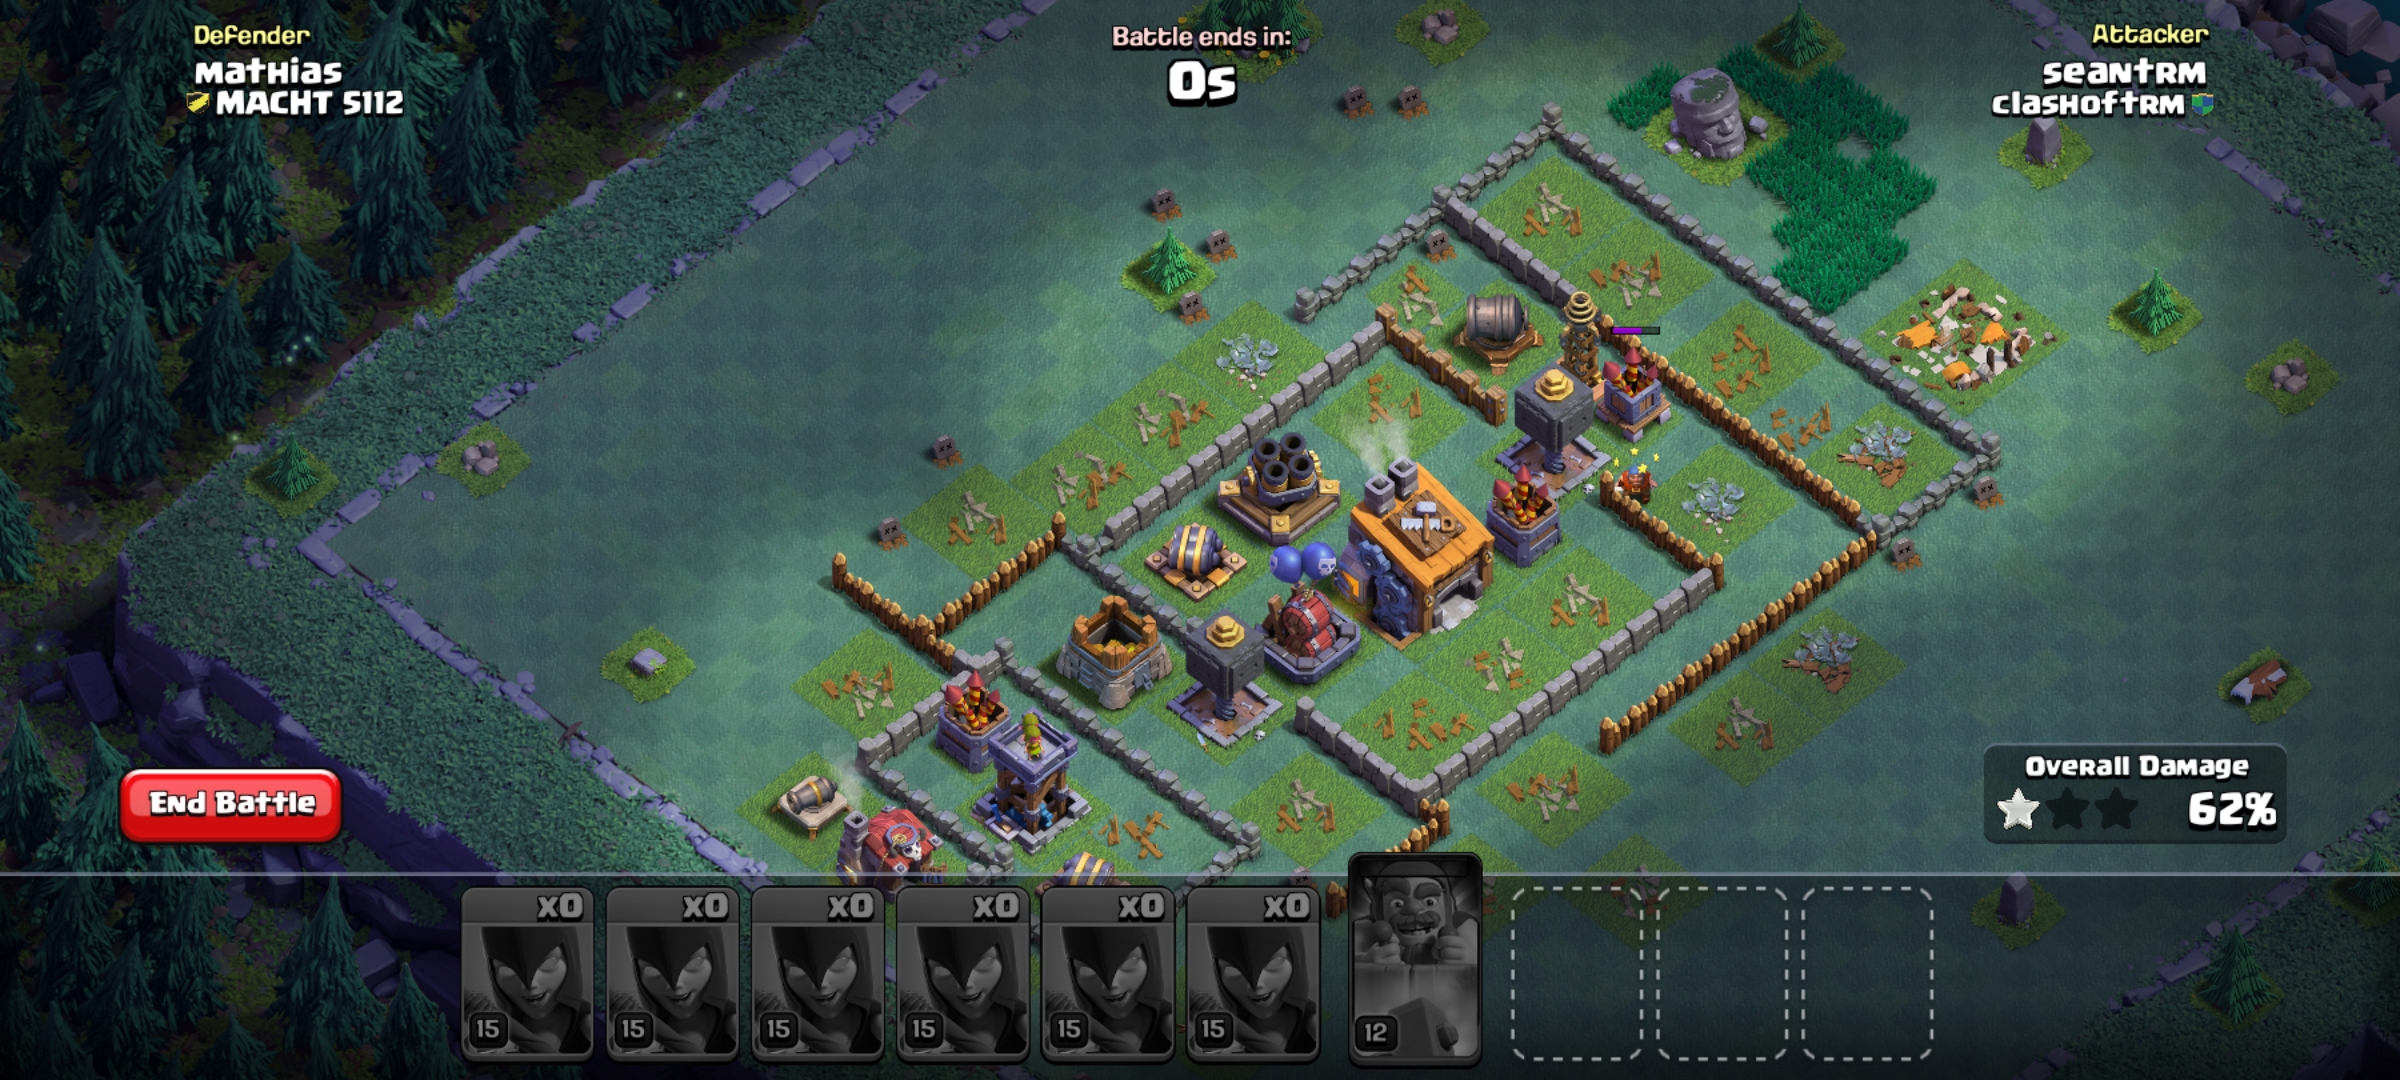 Defender
Mathias
MACHT 5112
Battle ends in:
0s
Attacker
seantRM
clashoftRM
End Battle
Overall Damage
62%
x0
x0
x0
x0
x0
x0
15
15
15
15
15
15
12